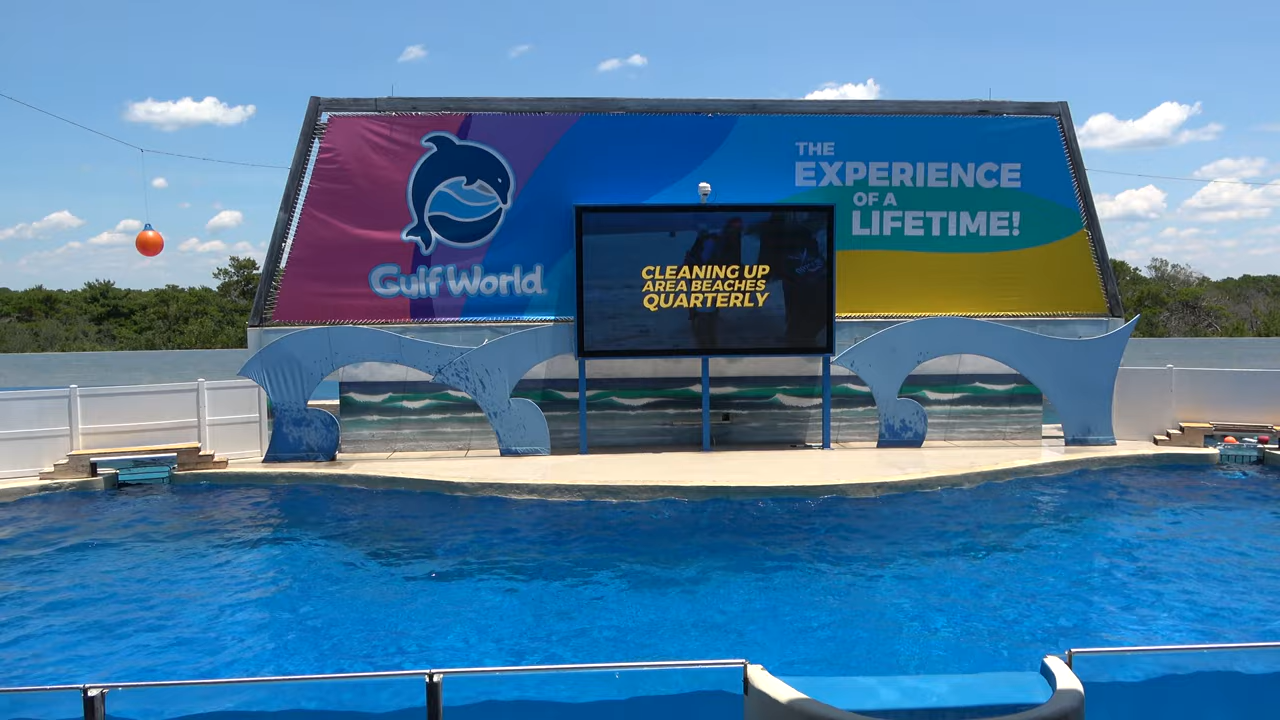 Gulf World
THE
EXPERIENCE
OF A
LIFETIME!
CLEANING UP
AREA BEACHES
QUARTERLY